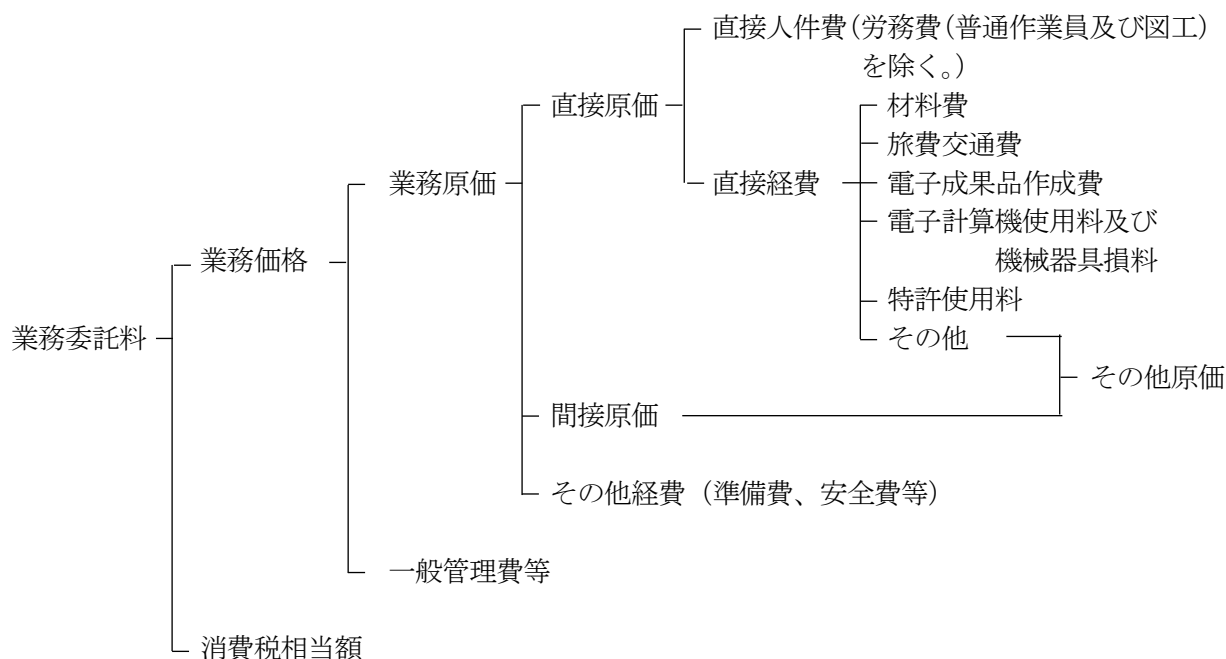 直接人件費(労務費(普通作業員及び図工)
を除く。)
直接原価
材料費
旅費交通費
業務原価
直接経費
電子成果品作成費
電子計算機使用料及び
機械器具損料
業務価格
特許使用料
業務委託料
その他
その他原価
間接原価
その他経費(準備費、安全費等)
一般管理費等
消費税相当額